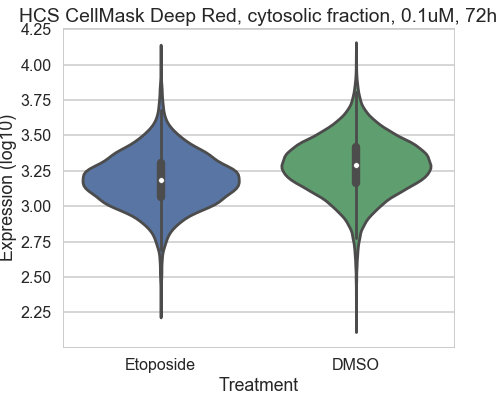 HCS CellMask Deep Red, cytosolic fraction, 0.1uM, 72h
4.25
4.00
3.75
3.50
3.25
3.00
2.75
2.50
2.25
Expression (log10)
Etoposide DMSO
Treatment